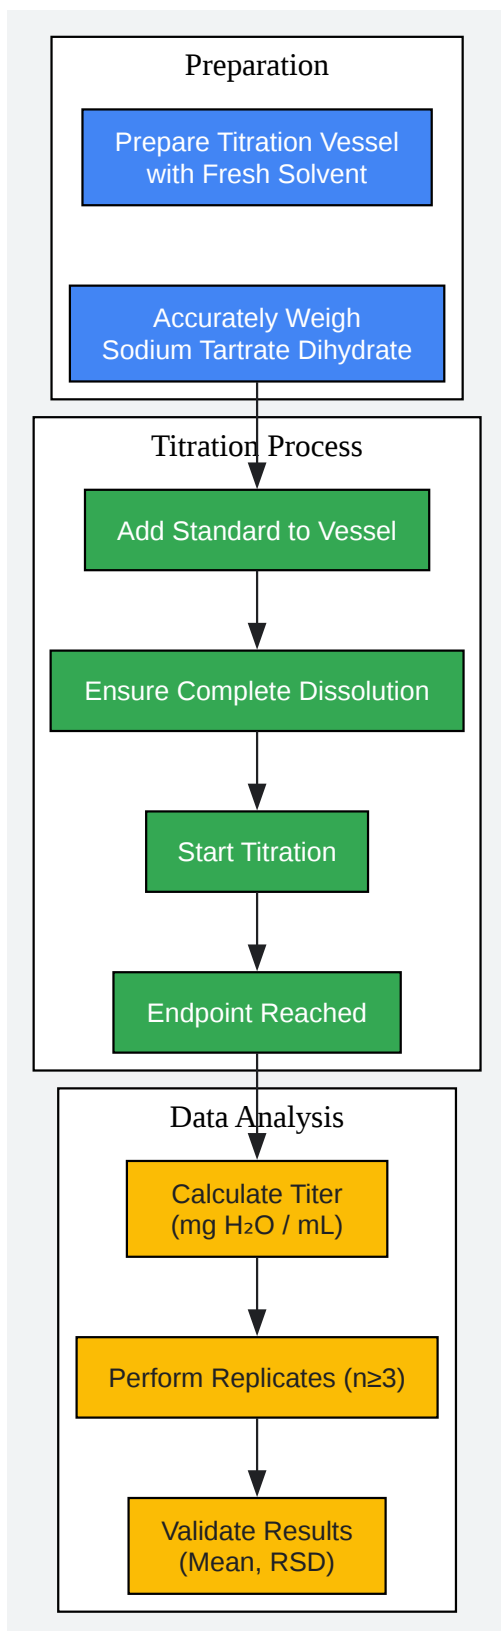 Preparation
Prepare Titration Vessel
with Fresh Solvent
Accurately Weigh
Sodium Tartrate Dihydrate
Titration Process
Add Standard to Vessel
Ensure Complete Dissolution
Start Titration
Endpoint Reached
Data Analysis
Calculate Titer
(mg H₂O / mL)
Perform Replicates (n≥3)
Validate Results
(Mean, RSD)